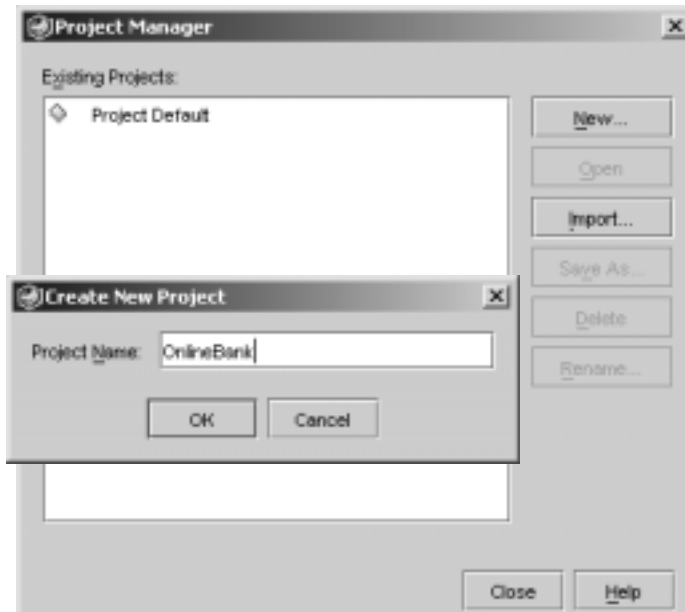 Project Manager
Existing Projects:
Project Default
New...
Open
Import...
Save As...
Delete
Rename...
Create New Project
Project Name: OnlineBank
OK Cancel
Close Help